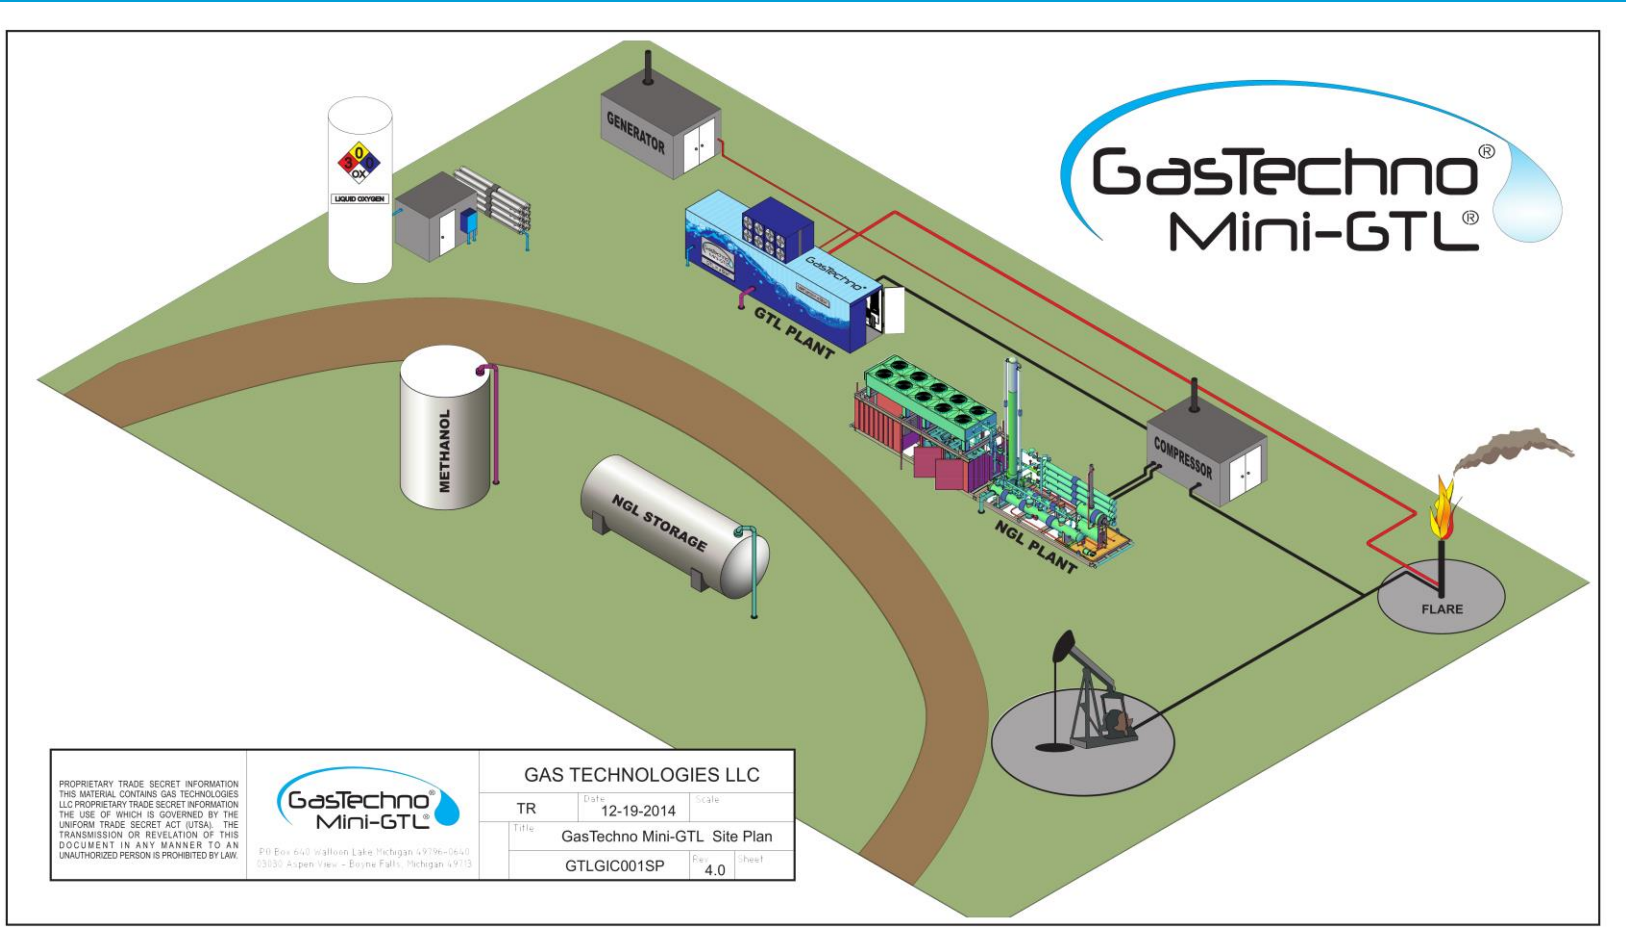 GENERATOR
0
3
0
OX
LIQUID OXYGEN
GasTechno®
Mini-GTL®
GasTechno®
GTL PLANT
COMPRESSOR
METHANOL
NGL STORAGE
NGL PLANT
FLARE
PROPRIETARY TRADE SECRET INFORMATION
THIS MATERIAL CONTAINS GAS TECHNOLOGIES
LLC PROPRIETARY TRADE SECRET INFORMATION
THE USE OF WHICH IS GOVERNED BY THE
UNIFORM TRADE SECRET ACT (UTSA). THE
TRANSMISSION OR REVELATION OF THIS
DOCUMENT IN ANY MANNER TO AN
UNAUTHORIZED PERSON IS PROHIBITED BY LAW.
GasTechno®
Mini-GTL®
PO Box 640 Walloon Lake, Michigan 49796-0640
03030 Aspen View - Boyne Falls, Michigan 49713
GAS TECHNOLOGIES LLC
TR
Date
12-19-2014
Scale
Title
GasTechno Mini-GTL Site Plan
GTLGIC001SP
Rev
4.0
Sheet